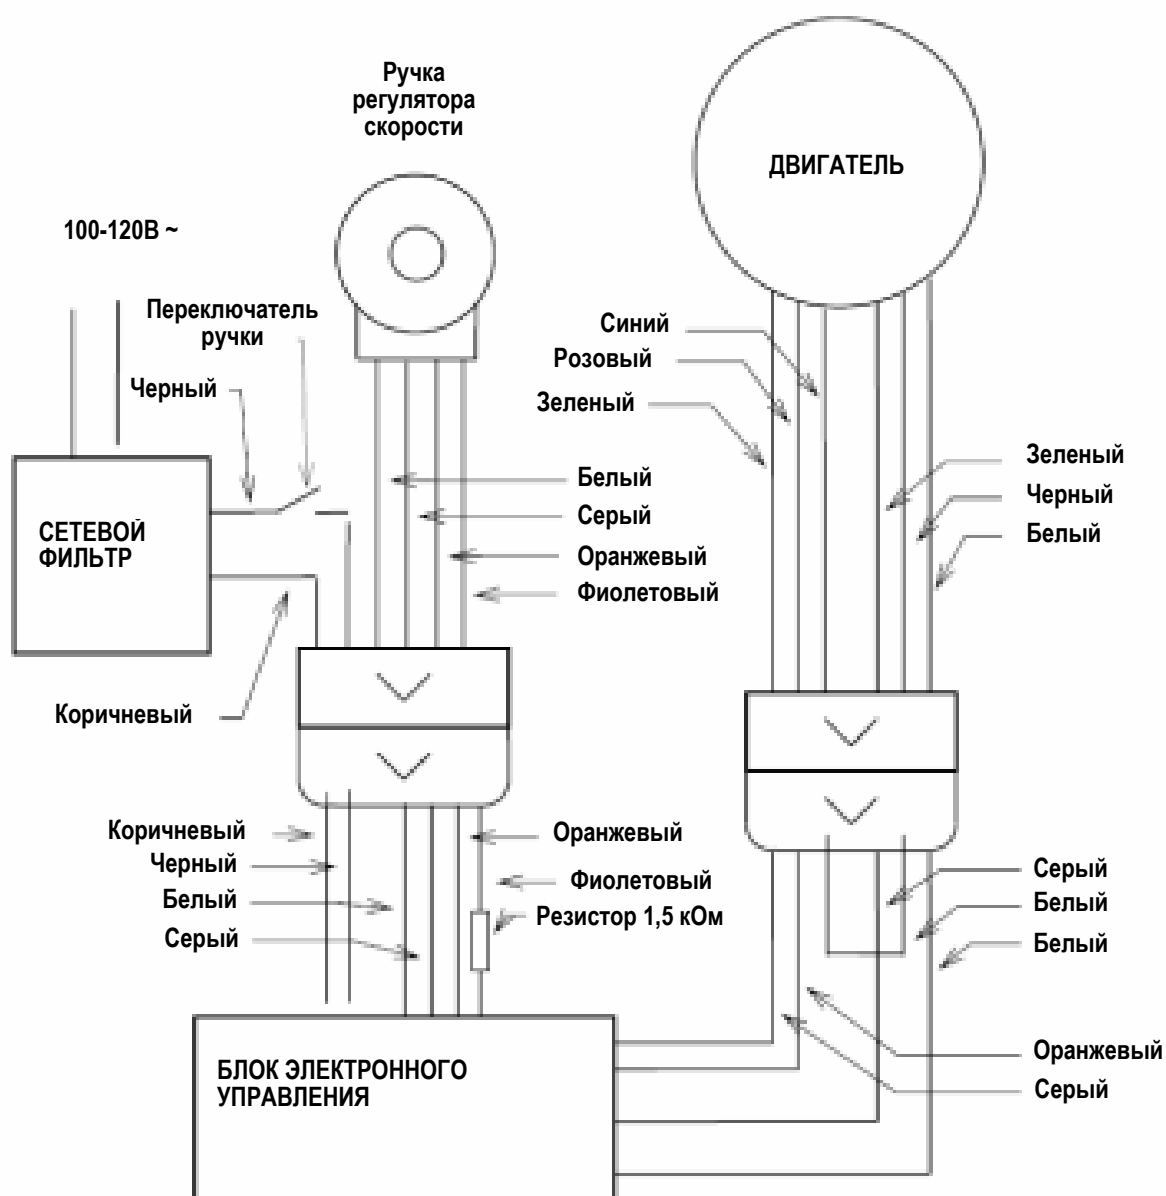 Ручка
регулятора
скорости
ДВИГАТЕЛЬ
100-120В ~
Переключатель
ручки
Черный
Синий
Розовый
Зеленый
Белый
Серый
Оранжевый
Фиолетовый
Зеленый
Черный
Белый
СЕТЕВОЙ
ФИЛЬТР
Коричневый
Коричневый
Черный
Белый
Серый
Оранжевый
Фиолетовый
Резистор 1,5 кОм
Серый
Белый
Белый
Оранжевый
Серый
БЛОК ЭЛЕКТРОННОГО
УПРАВЛЕНИЯ